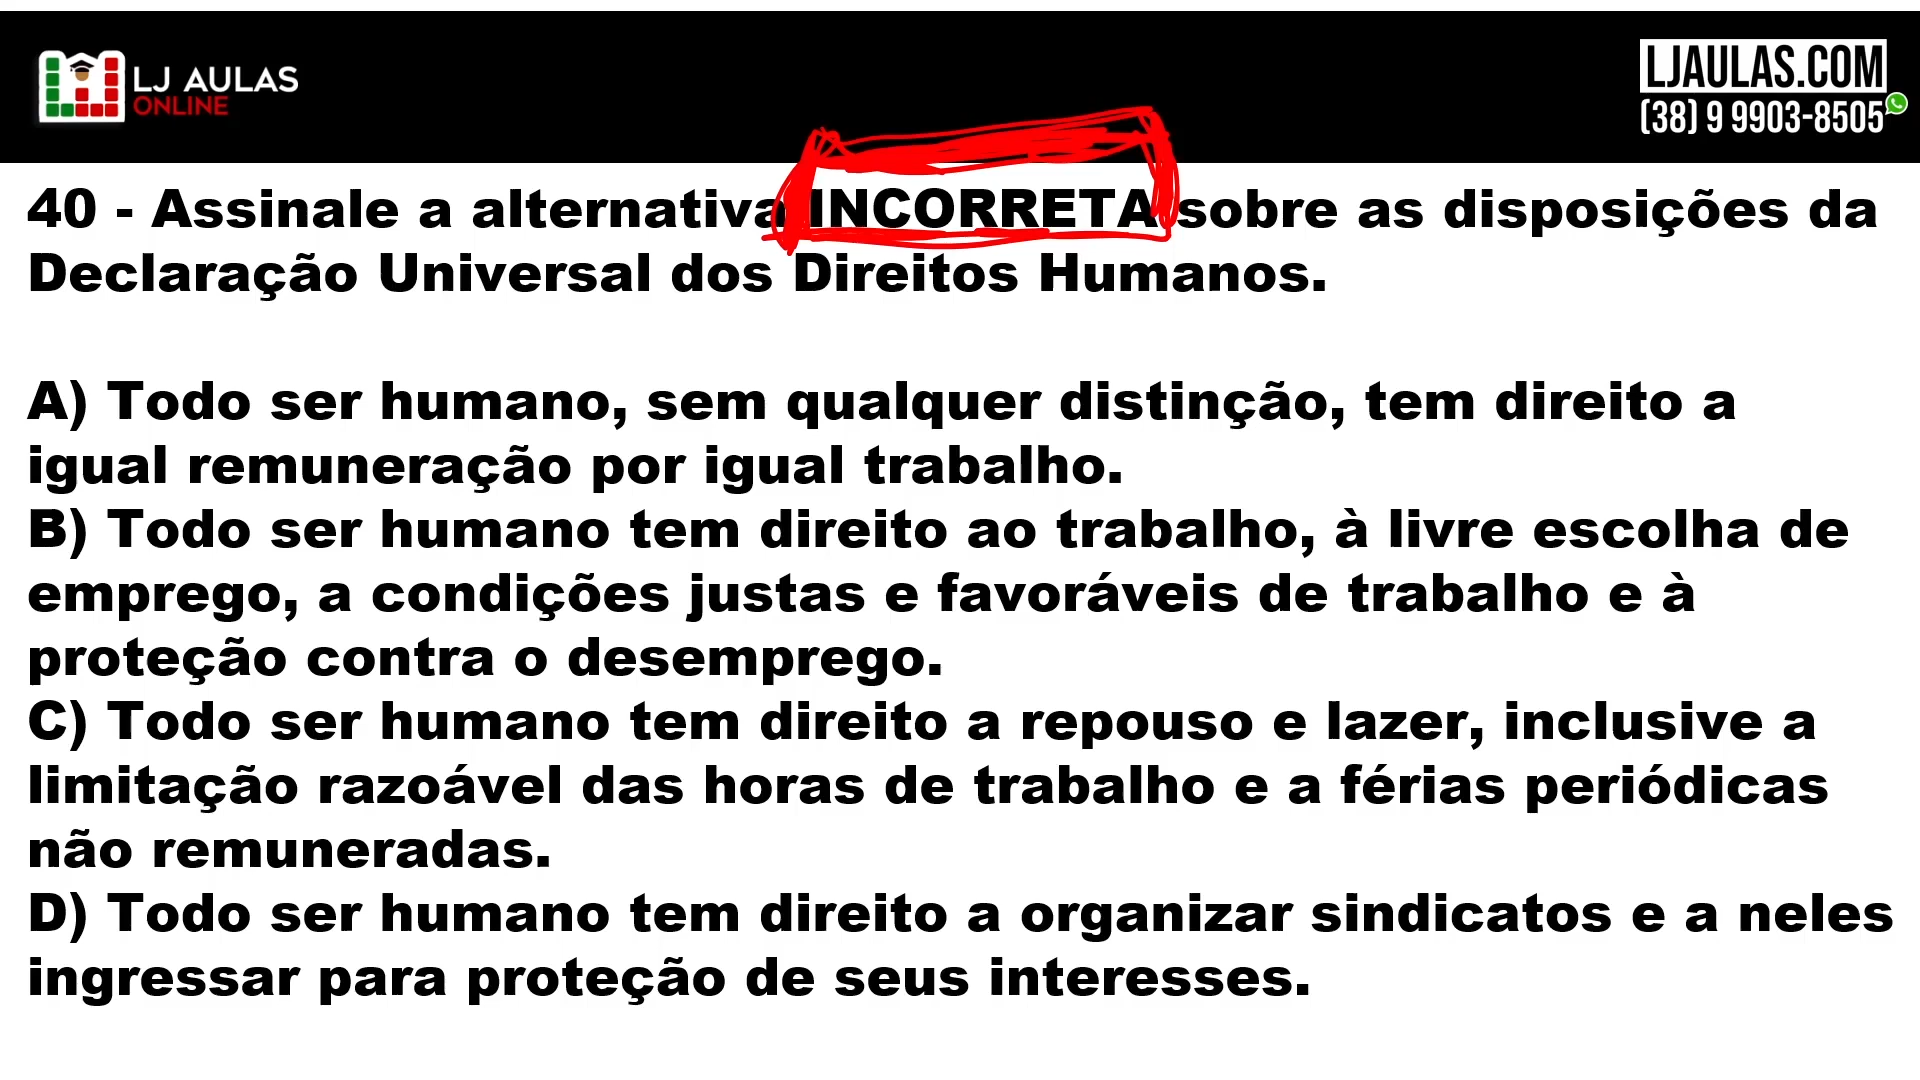 LJ AULAS
ONLINE
LJAULAS.COM
(38) 9 9903-8505
40 - Assinale a alternativa INCORRETA sobre as disposições da
Declaração Universal dos Direitos Humanos.
A) Todo ser humano, sem qualquer distinção, tem direito a
igual remuneração por igual trabalho.
B) Todo ser humano tem direito ao trabalho, à livre escolha de
emprego, a condições justas e favoráveis de trabalho e à
proteção contra o desemprego.
C) Todo ser humano tem direito a repouso e lazer, inclusive a
limitação razoável das horas de trabalho e a férias periódicas
não remuneradas.
D) Todo ser humano tem direito a organizar sindicatos e a neles
ingressar para proteção de seus interesses.